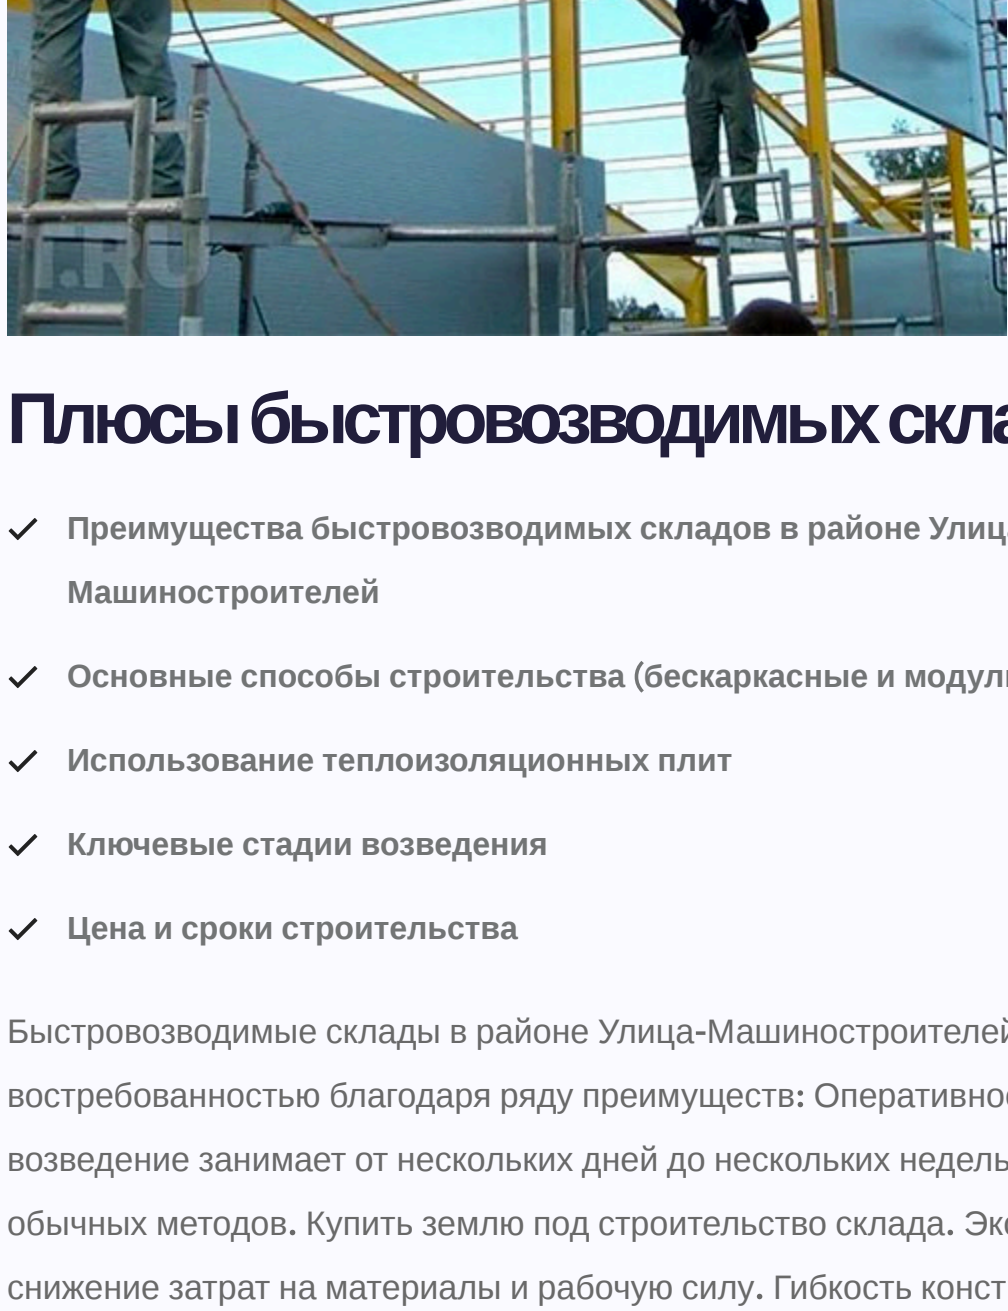 .RU
Плюсы быстровозводимых скла
Преимущества быстровозводимых складов в районе Улиц
Машиностроителей
Основные способы строительства (бескаркасные и модул
Использование теплоизоляционных плит
Ключевые стадии возведения
Цена и сроки строительства
Быстровозводимые склады в районе Улица-Машиностроителей
востребованностью благодаря ряду преимуществ: Оперативно
возведение занимает от нескольких дней до нескольких недель
обычных методов. Купить землю под строительство склада. Эк
снижение затрат на материалы и рабочую силу. Гибкость конст